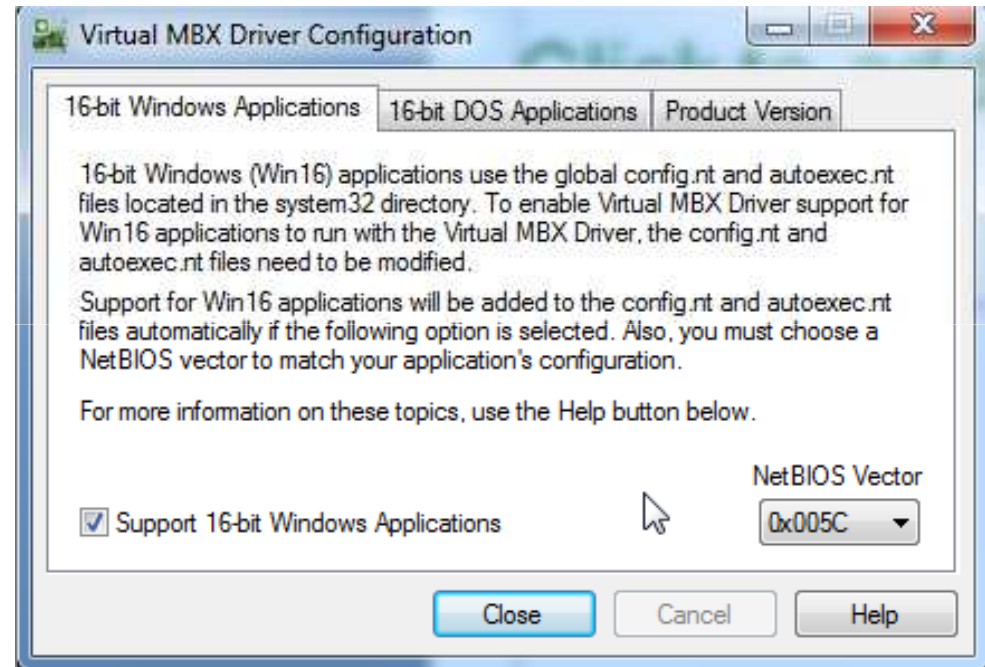 Virtual MBX Driver Configuration
16-bit Windows Applications
16-bit DOS Applications
Product Version
16-bit Windows (Win16) applications use the global config.nt and autoexec.nt
files located in the system32 directory. To enable Virtual MBX Driver support for
Win16 applications to run with the Virtual MBX Driver, the config.nt and
autoexec.nt files need to be modified.
Support for Win16 applications will be added to the config.nt and autoexec.nt
files automatically if the following option is selected. Also, you must choose a
NetBIOS vector to match your application's configuration.
For more information on these topics, use the Help button below.
NetBIOS Vector
Support 16-bit Windows Applications
0x005C
Close
Cancel
Help